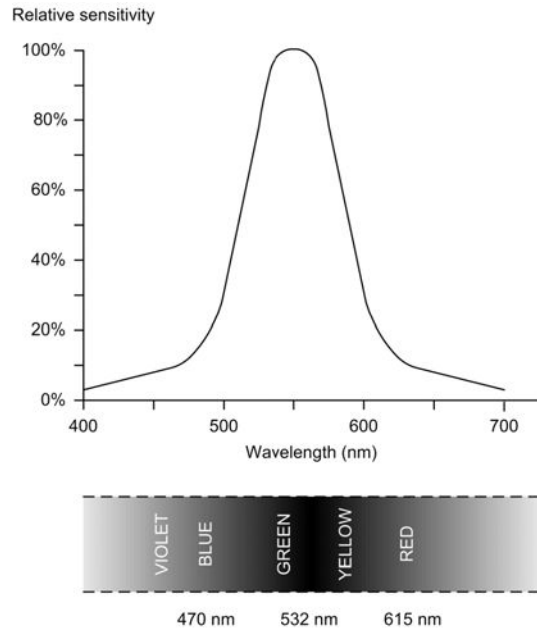 Relative sensitivity
100%
80%
60%
40%
20%
0%
400 500 600 700
Wavelength (nm)
VIOLET BLUE GREEN YELLOW RED
470 nm 532 nm 615 nm